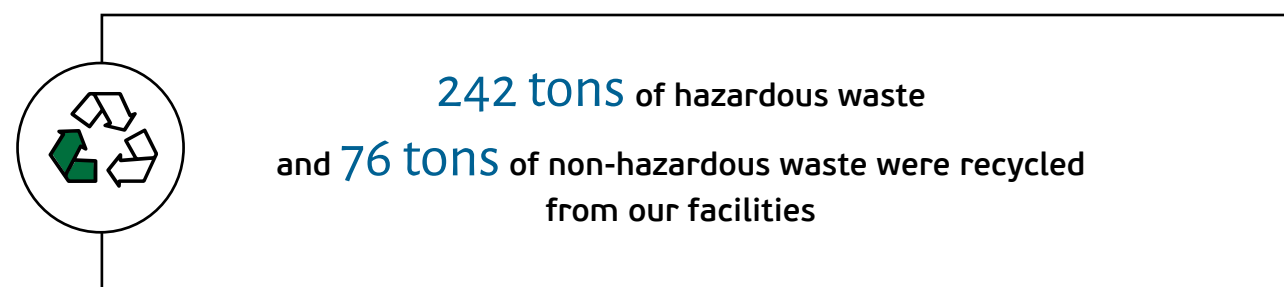 242 tons of hazardous waste
and 76 tons of non-hazardous waste were recycled
from our facilities